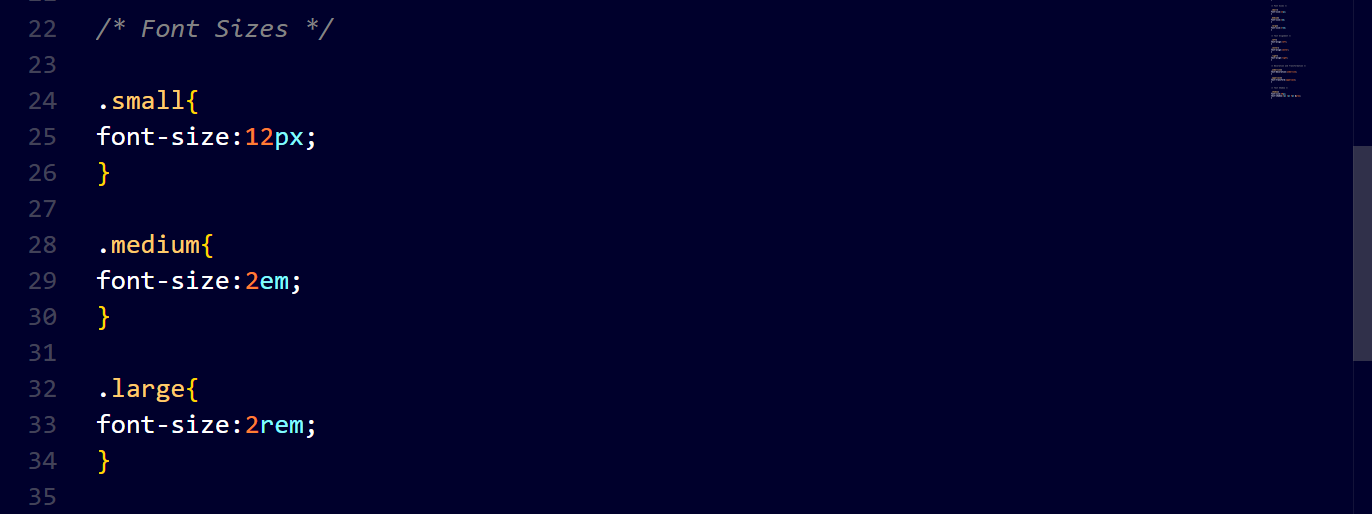 22 /* Font Sizes */
23
24 .small{
25 font-size:12px;
26 }
27
28 .medium{
29 font-size:2em;
30 }
31
32 .large{
33 font-size:2rem;
34 }
35